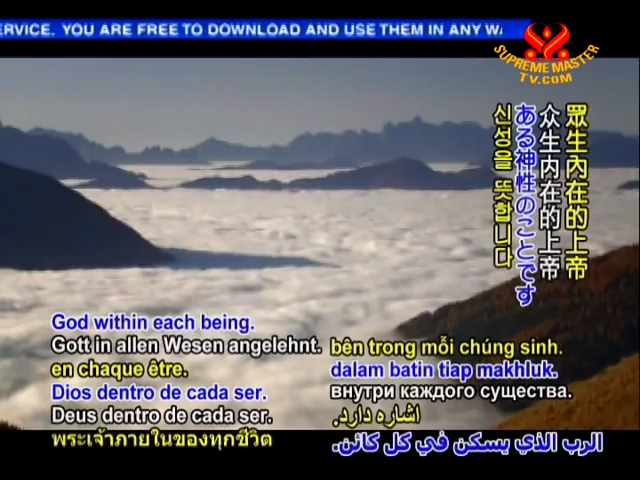 ERVICE. YOU ARE FREE TO DOWNLOAD AND USE THEM IN ANY WA
SUPREME MASTER
TV.COM
眾生內在的上帝
众生内在的上帝
ある神性のことです
신성을 뜻합니다
God within each being.
Gott in allen Wesen angelehnt.
en chaque être.
Dios dentro de cada ser.
Deus dentro de cada ser.
พระเจ้าภายในของทุกชีวิต
bên trong mỗi chúng sinh.
dalam batin tiap makhluk.
внутри каждого существа.
اشاره دارد.
الرب الذي يسكن في كل كائن.